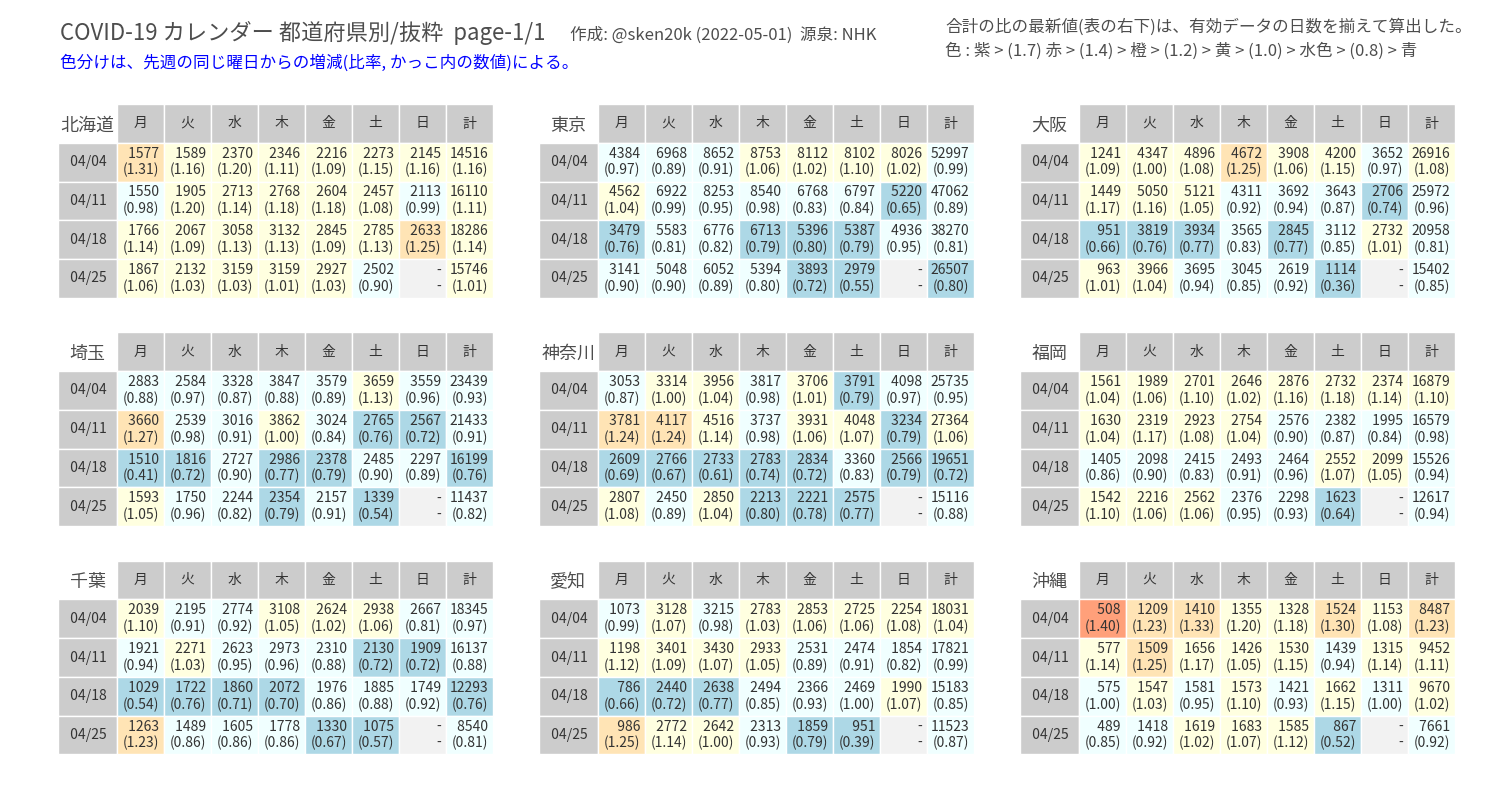 COVID-19 カレンダー 都道府県別/抜粋 page-1/1 作成: @sken20k (2022-05-01) 源泉: NHK
合計の比の最新値(表の右下)は、有効データの日数を揃えて算出した。
色分けは、先週の同じ曜日からの増減(比率, かっこ内の数値)による。
色 : 紫 > (1.7) 赤 > (1.4) 橙 > (1.2) 黄 > (1.0) > 水色 > (0.8) > 青
北海道 月 火 水 木 金 土 日 計
04/04 1577 1589 2370 2346 2216 2273 2145 14516
(1.31) (1.16) (1.20) (1.11) (1.09) (1.15) (1.16) (1.16)
04/11 1550 1905 2713 2768 2604 2457 2113 16110
(0.98) (1.20) (1.14) (1.18) (1.18) (1.08) (0.99) (1.11)
04/18 1766 2067 3058 3132 2845 2785 2633 18286
(1.14) (1.09) (1.13) (1.13) (1.09) (1.13) (1.25) (1.14)
04/25 1867 2132 3159 3159 2927 2502 - 15746
(1.06) (1.03) (1.03) (1.01) (1.03) (0.90) - (1.01)
東京 月 火 水 木 金 土 日 計
04/04 4384 6968 8652 8753 8112 8102 8026 52997
(0.97) (0.89) (0.91) (1.06) (1.02) (1.10) (1.02) (0.99)
04/11 4562 6922 8253 8540 6768 6797 5220 47062
(1.04) (0.99) (0.95) (0.98) (0.83) (0.84) (0.65) (0.89)
04/18 3479 5583 6776 6713 5396 5387 4936 38270
(0.76) (0.81) (0.82) (0.79) (0.80) (0.79) (0.95) (0.81)
04/25 3141 5048 6052 5394 3893 2979 - 26507
(0.90) (0.90) (0.89) (0.80) (0.72) (0.55) - (0.80)
大阪 月 火 水 木 金 土 日 計
04/04 1241 4347 4896 4672 3908 4200 3652 26916
(1.09) (1.00) (1.08) (1.25) (1.06) (1.15) (0.97) (1.08)
04/11 1449 5050 5121 4311 3692 3643 2706 25972
(1.17) (1.16) (1.05) (0.92) (0.94) (0.87) (0.74) (0.96)
04/18 951 3819 3934 3565 2845 3112 2732 20958
(0.66) (0.76) (0.77) (0.83) (0.77) (0.85) (1.01) (0.81)
04/25 963 3966 3695 3045 2619 1114 - 15402
(1.01) (1.04) (0.94) (0.85) (0.92) (0.36) - (0.85)
埼玉 月 火 水 木 金 土 日 計
04/04 2883 2584 3328 3847 3579 3659 3559 23439
(0.88) (0.97) (0.87) (0.88) (0.89) (1.13) (0.96) (0.93)
04/11 3660 2539 3016 3862 3024 2765 2567 21433
(1.27) (0.98) (0.91) (1.00) (0.84) (0.76) (0.72) (0.91)
04/18 1510 1816 2727 2986 2378 2485 2297 16199
(0.41) (0.72) (0.90) (0.77) (0.79) (0.90) (0.89) (0.76)
04/25 1593 1750 2244 2354 2157 1339 - 11437
(1.05) (0.96) (0.82) (0.79) (0.91) (0.54) - (0.82)
神奈川 月 火 水 木 金 土 日 計
04/04 3053 3314 3956 3817 3706 3791 4098 25735
(0.87) (1.00) (1.04) (0.98) (1.01) (0.79) (0.97) (0.95)
04/11 3781 4117 4516 3737 3931 4048 3234 27364
(1.24) (1.24) (1.14) (0.98) (1.06) (1.07) (0.79) (1.06)
04/18 2609 2766 2733 2783 2834 3360 2566 19651
(0.69) (0.67) (0.61) (0.74) (0.72) (0.83) (0.79) (0.72)
04/25 2807 2450 2850 2213 2221 2575 - 15116
(1.08) (0.89) (1.04) (0.80) (0.78) (0.77) - (0.88)
福岡 月 火 水 木 金 土 日 計
04/04 1561 1989 2701 2646 2876 2732 2374 16879
(1.04) (1.06) (1.10) (1.02) (1.16) (1.18) (1.14) (1.10)
04/11 1630 2319 2923 2754 2576 2382 1995 16579
(1.04) (1.17) (1.08) (1.04) (0.90) (0.87) (0.84) (0.98)
04/18 1405 2098 2415 2493 2464 2552 2099 15526
(0.86) (0.90) (0.83) (0.91) (0.96) (1.07) (1.05) (0.94)
04/25 1542 2216 2562 2376 2298 1623 - 12617
(1.10) (1.06) (1.06) (0.95) (0.93) (0.64) - (0.94)
千葉 月 火 水 木 金 土 日 計
04/04 2039 2195 2774 3108 2624 2938 2667 18345
(1.10) (0.91) (0.92) (1.05) (1.02) (1.06) (0.81) (0.97)
04/11 1921 2271 2623 2973 2310 2130 1909 16137
(0.94) (1.03) (0.95) (0.96) (0.88) (0.72) (0.72) (0.88)
04/18 1029 1722 1860 2072 1976 1885 1749 12293
(0.54) (0.76) (0.71) (0.70) (0.86) (0.88) (0.92) (0.76)
04/25 1263 1489 1605 1778 1330 1075 - 8540
(1.23) (0.86) (0.86) (0.86) (0.67) (0.57) - (0.81)
愛知 月 火 水 木 金 土 日 計
04/04 1073 3128 3215 2783 2853 2725 2254 18031
(0.99) (1.07) (0.98) (1.03) (1.06) (1.06) (1.08) (1.04)
04/11 1198 3401 3430 2933 2531 2474 1854 17821
(1.12) (1.09) (1.07) (1.05) (0.89) (0.91) (0.82) (0.99)
04/18 786 2440 2638 2494 2366 2469 1990 15183
(0.66) (0.72) (0.77) (0.85) (0.93) (1.00) (1.07) (0.85)
04/25 986 2772 2642 2313 1859 951 - 11523
(1.25) (1.14) (1.00) (0.93) (0.79) (0.39) - (0.87)
沖縄 月 火 水 木 金 土 日 計
04/04 508 1209 1410 1355 1328 1524 1153 8487
(1.40) (1.23) (1.33) (1.20) (1.18) (1.30) (1.08) (1.23)
04/11 577 1509 1656 1426 1530 1439 1315 9452
(1.14) (1.25) (1.17) (1.05) (1.15) (0.94) (1.14) (1.11)
04/18 575 1547 1581 1573 1421 1662 1311 9670
(1.00) (1.03) (0.95) (1.10) (0.93) (1.15) (1.00) (1.02)
04/25 489 1418 1619 1683 1585 867 - 7661
(0.85) (0.92) (1.02) (1.07) (1.12) (0.52) - (0.92)